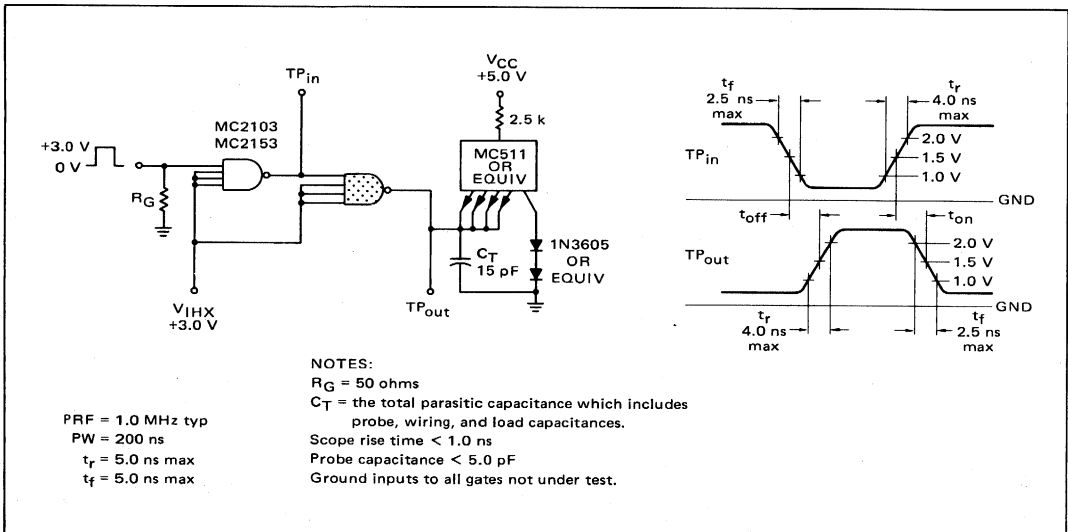 TPin
MC2103
MC2153
+3.0 V
0 V
RG
VIHX
+3.0 V
VCC
+5.0 V
2.5 k
MC511
OR
EQUIV
CT
15 pF
1N3605
OR
EQUIV
TPout
tf
2.5 ns
max
tr
4.0 ns
max
TPin
2.0 V
1.5 V
1.0 V
GND
toff
ton
TPout
2.0 V
1.5 V
1.0 V
GND
tr
4.0 ns
max
tf
2.5 ns
max
PRF = 1.0 MHz typ
PW = 200 ns
tr = 5.0 ns max
tf = 5.0 ns max
NOTES:
RG = 50 ohms
CT = the total parasitic capacitance which includes
probe, wiring, and load capacitances.
Scope rise time < 1.0 ns
Probe capacitance < 5.0 pF
Ground inputs to all gates not under test.